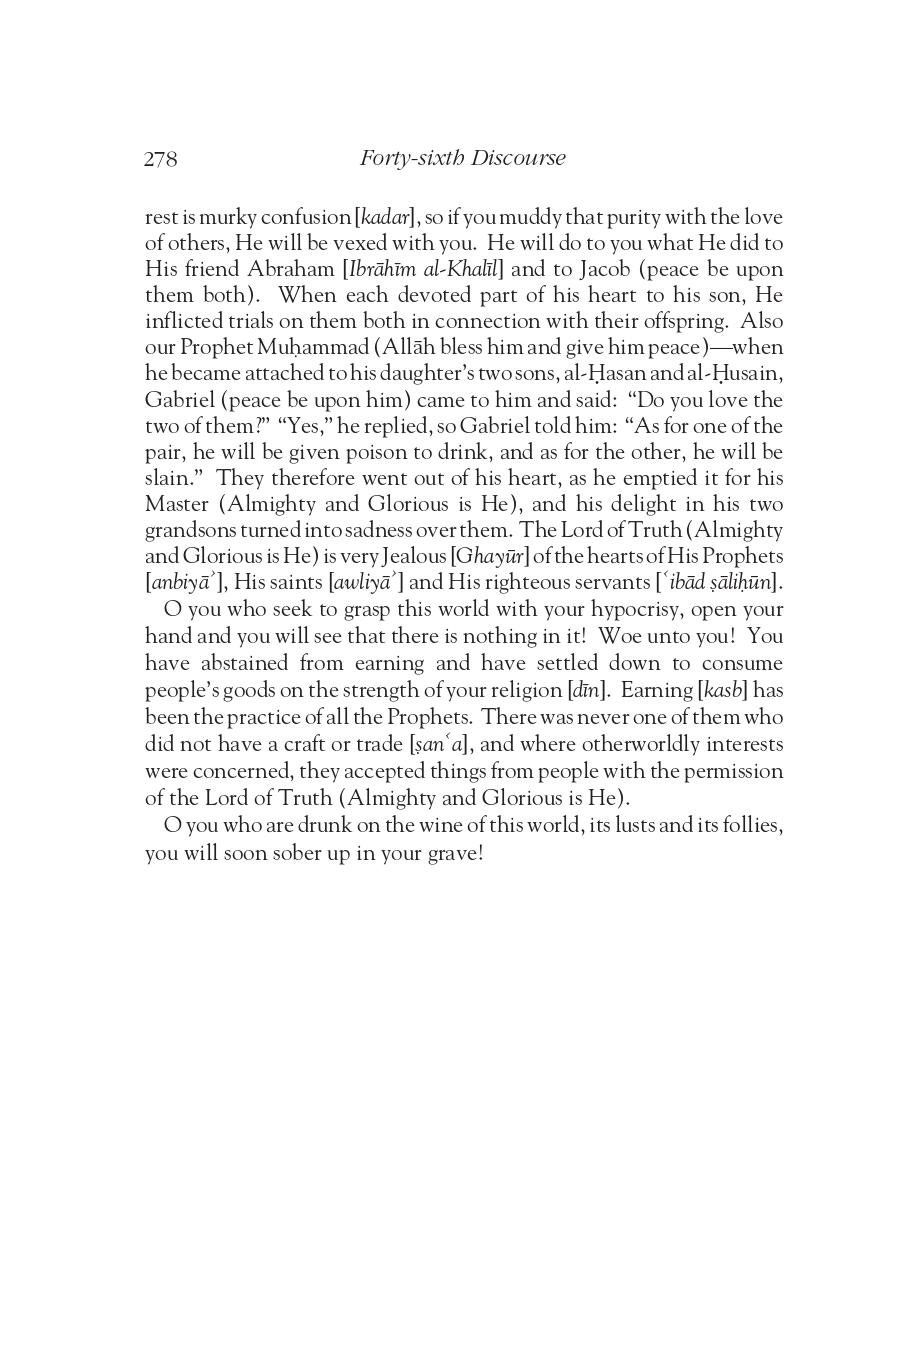 278 Forty-sixth Discourse
rest is murky confusion [kadar], so if you muddy that purity with the love
of others, He will be vexed with you. He will do to you what He did to
His friend Abraham [Ibrāhīm al-Khalīl] and to Jacob (peace be upon
them both). When each devoted part of his heart to his son, He
inflicted trials on them both in connection with their offspring. Also
our Prophet Muḥammad (Allāh bless him and give him peace)—when
he became attached to his daughter’s two sons, al-Ḥasan and al-Ḥusain,
Gabriel (peace be upon him) came to him and said: “Do you love the
two of them?” “Yes,” he replied, so Gabriel told him: “As for one of the
pair, he will be given poison to drink, and as for the other, he will be
slain.” They therefore went out of his heart, as he emptied it for his
Master (Almighty and Glorious is He), and his delight in his two
grandsons turned into sadness over them. The Lord of Truth (Almighty
and Glorious is He) is very Jealous [Ghayūr] of the hearts of His Prophets
[anbiyāʾ], His saints [awliyāʾ] and His righteous servants [ʿibād ṣāliḥūn].
O you who seek to grasp this world with your hypocrisy, open your
hand and you will see that there is nothing in it! Woe unto you! You
have abstained from earning and have settled down to consume
people’s goods on the strength of your religion [dīn]. Earning [kasb] has
been the practice of all the Prophets. There was never one of them who
did not have a craft or trade [ṣanʿa], and where otherworldly interests
were concerned, they accepted things from people with the permission
of the Lord of Truth (Almighty and Glorious is He).
O you who are drunk on the wine of this world, its lusts and its follies,
you will soon sober up in your grave!